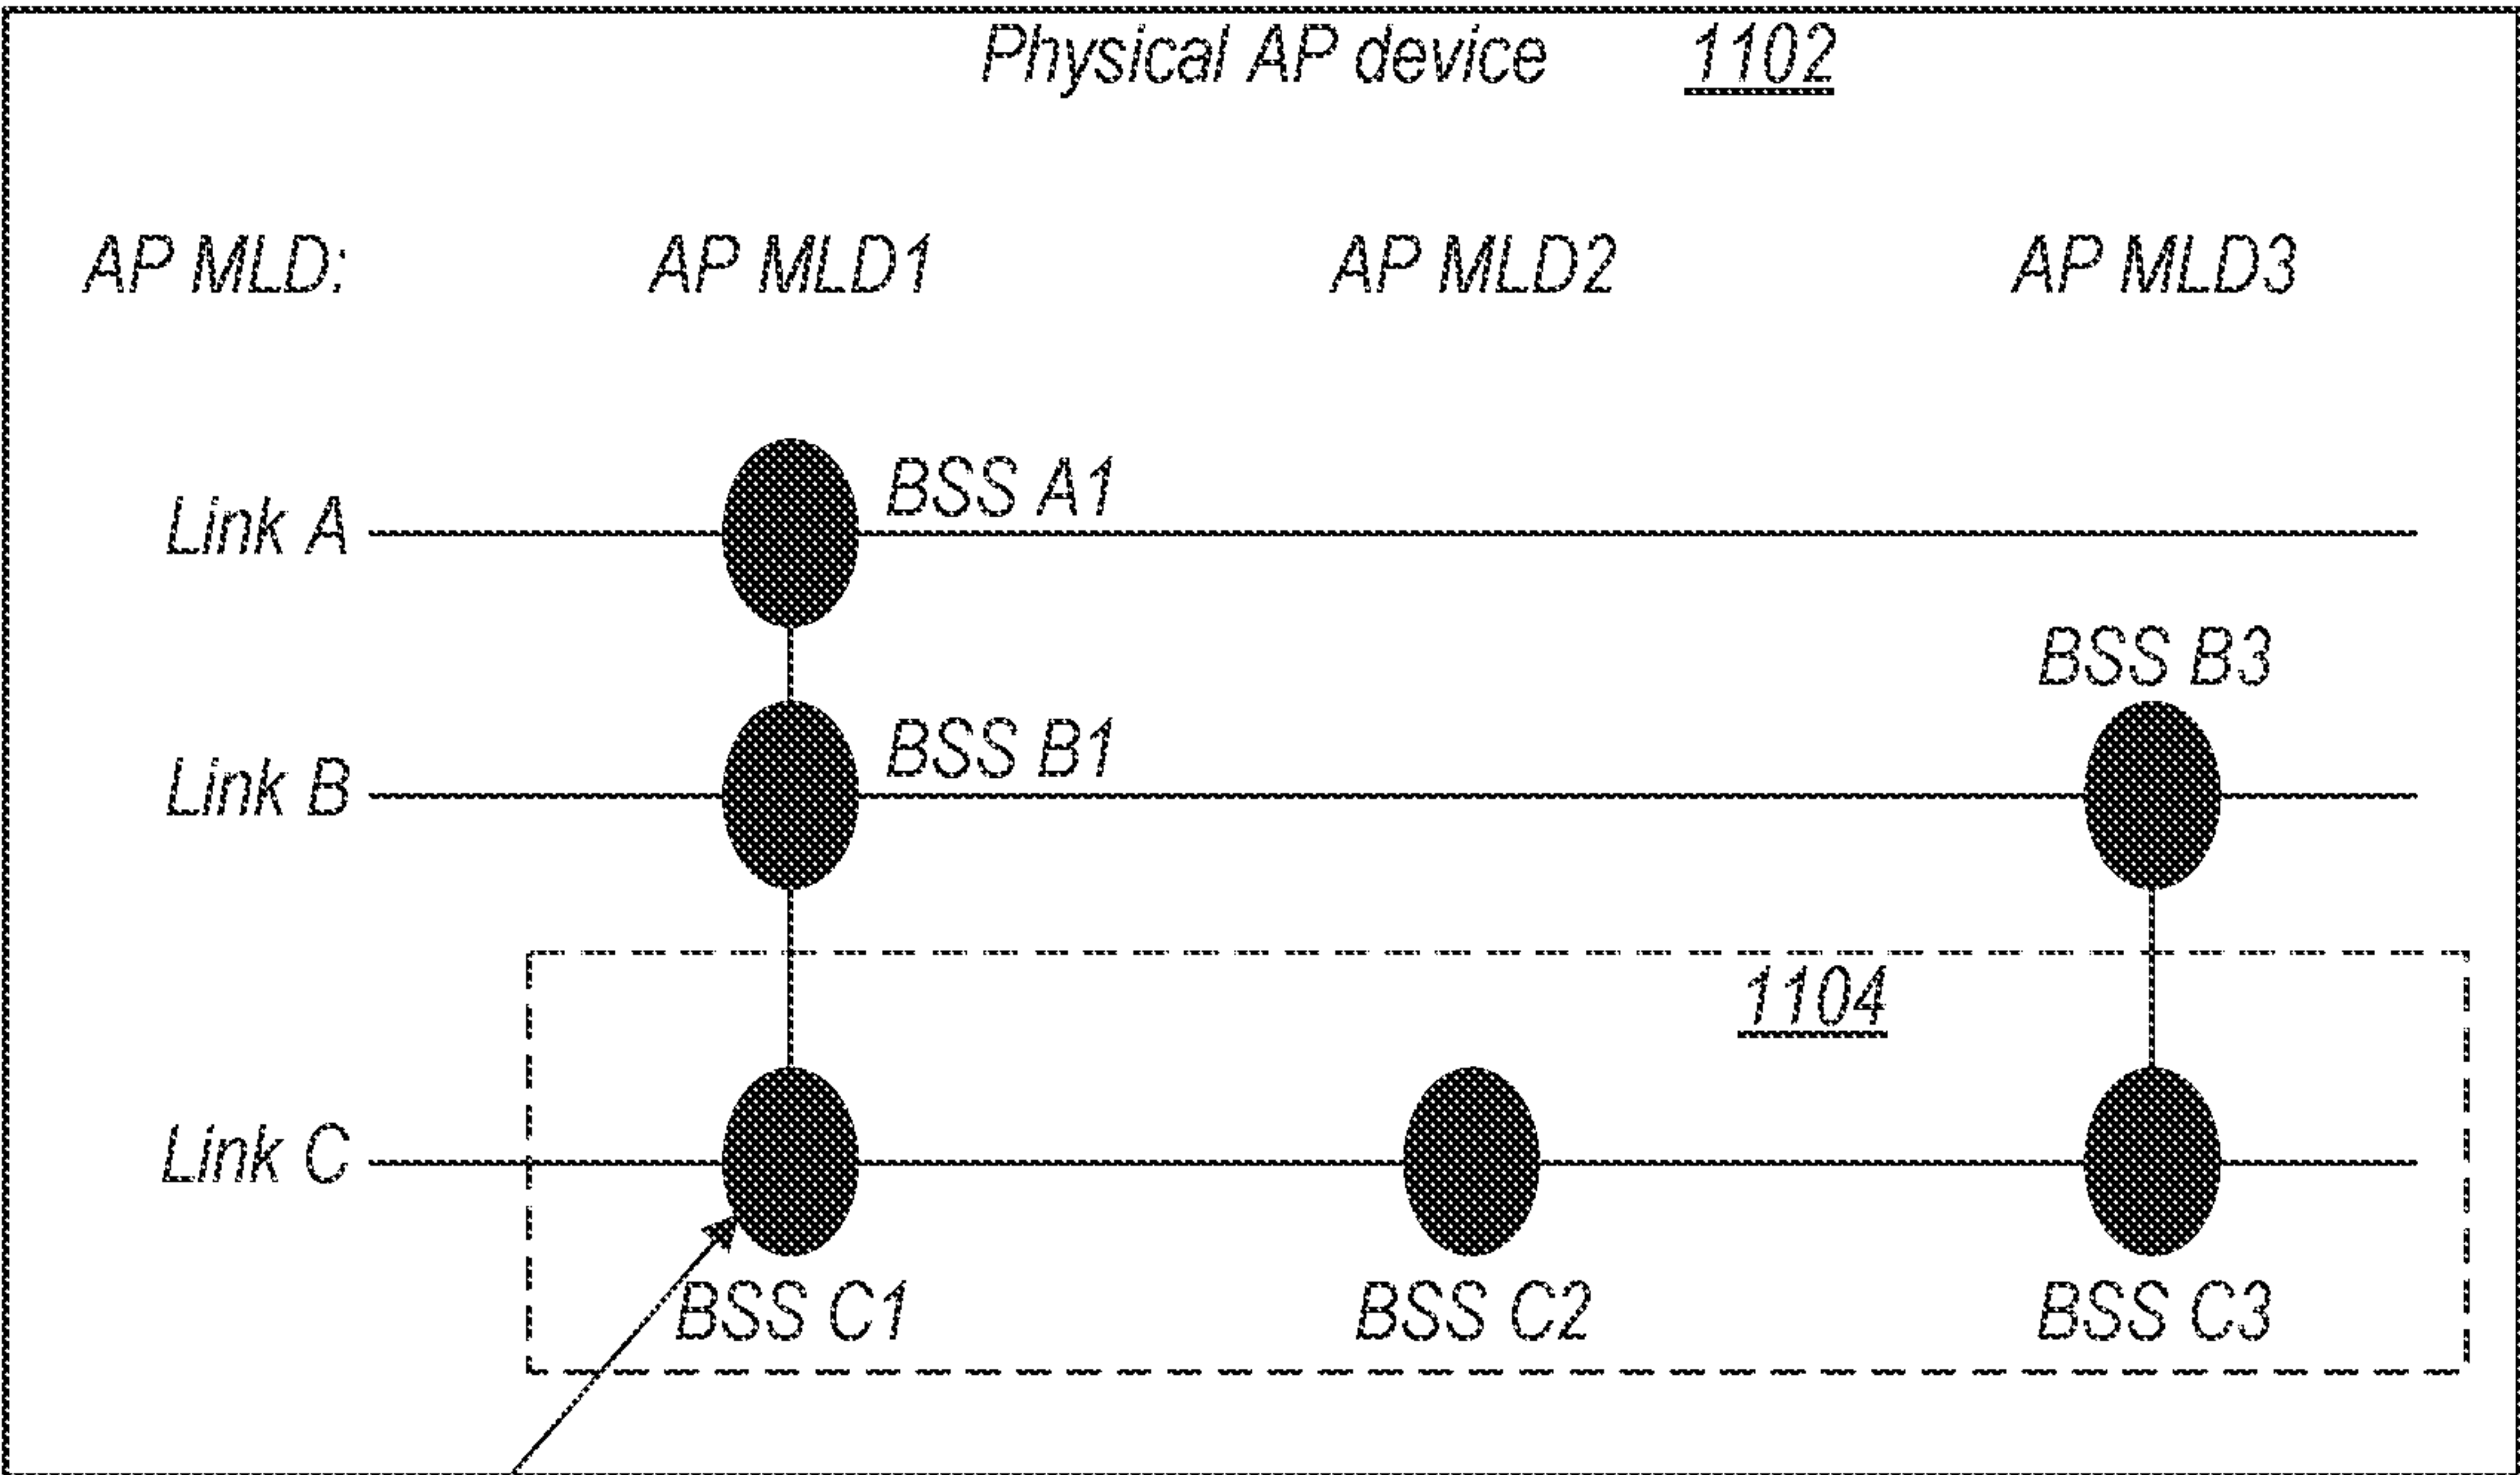 Physical AP device 1102
AP MLD: AP MLD1 AP MLD2 AP MLD3
Link A BSS A1
BSS B3
Link B BSS B1
1104
Link C
BSS C1 BSS C2 BSS C3